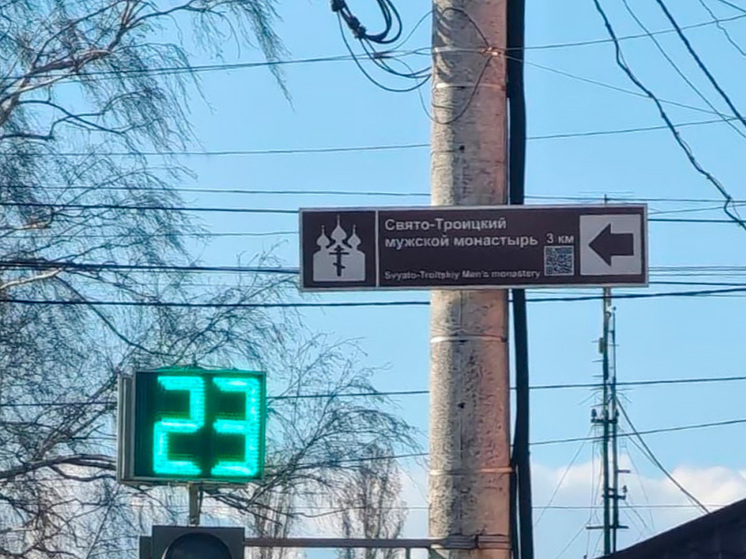 Свято-Троицкий
мужской монастырь 3 км
Svyato-Troitskiy Men's monastery
23